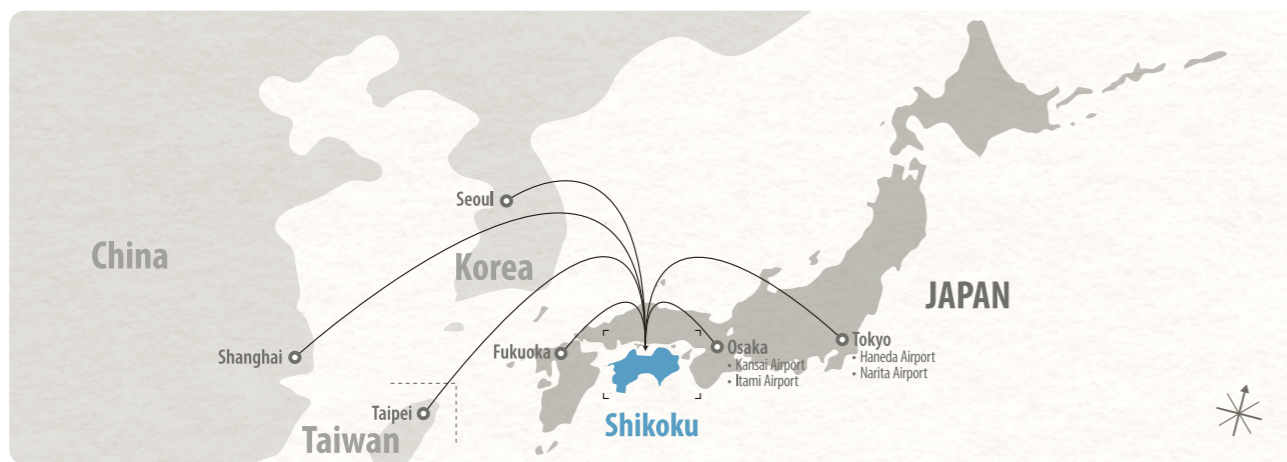 Seoul
China
Korea
JAPAN
Shanghai
Fukuoka
Osaka
• Kansai Airport
• Itami Airport
Tokyo
• Haneda Airport
• Narita Airport
Taipei
Taiwan
Shikoku